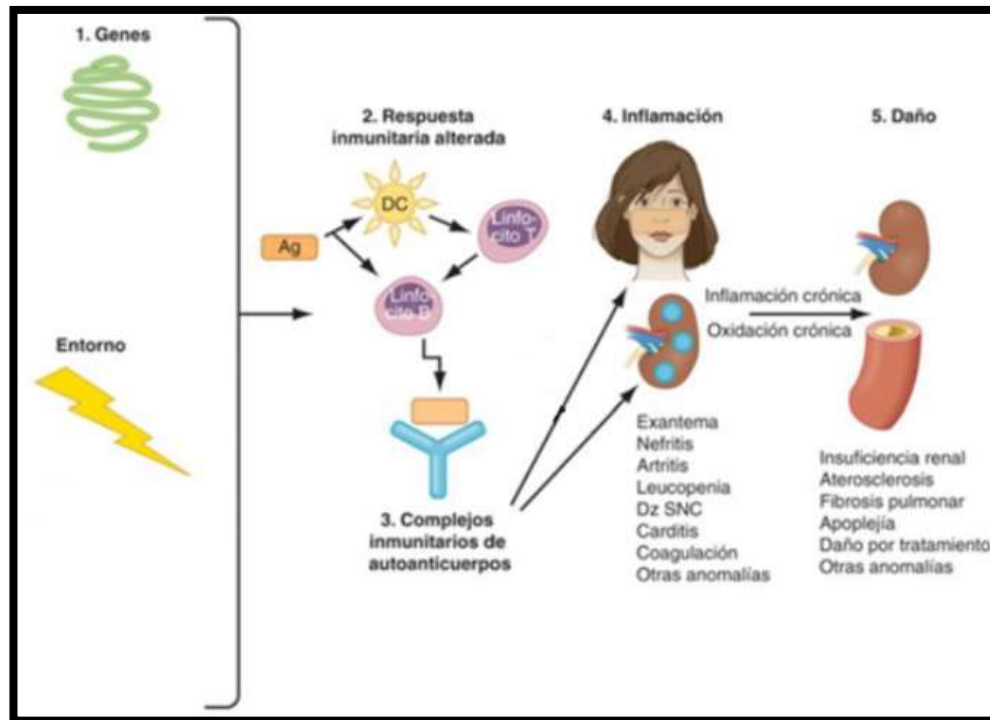 1. Genes
Entorno
2. Respuesta
inmunitaria alterada
DC
Ag
Linfo-
cito T
Linfo-
cito B
3. Complejos
inmunitarios de
autoanticuerpos
4. Inflamación
Exantema
Nefritis
Artritis
Leucopenia
Dz SNC
Carditis
Coagulación
Otras anomalías
Inflamación crónica
Oxidación crónica
5. Daño
Insuficiencia renal
Aterosclerosis
Fibrosis pulmonar
Apoplejía
Daño por tratamiento
Otras anomalías